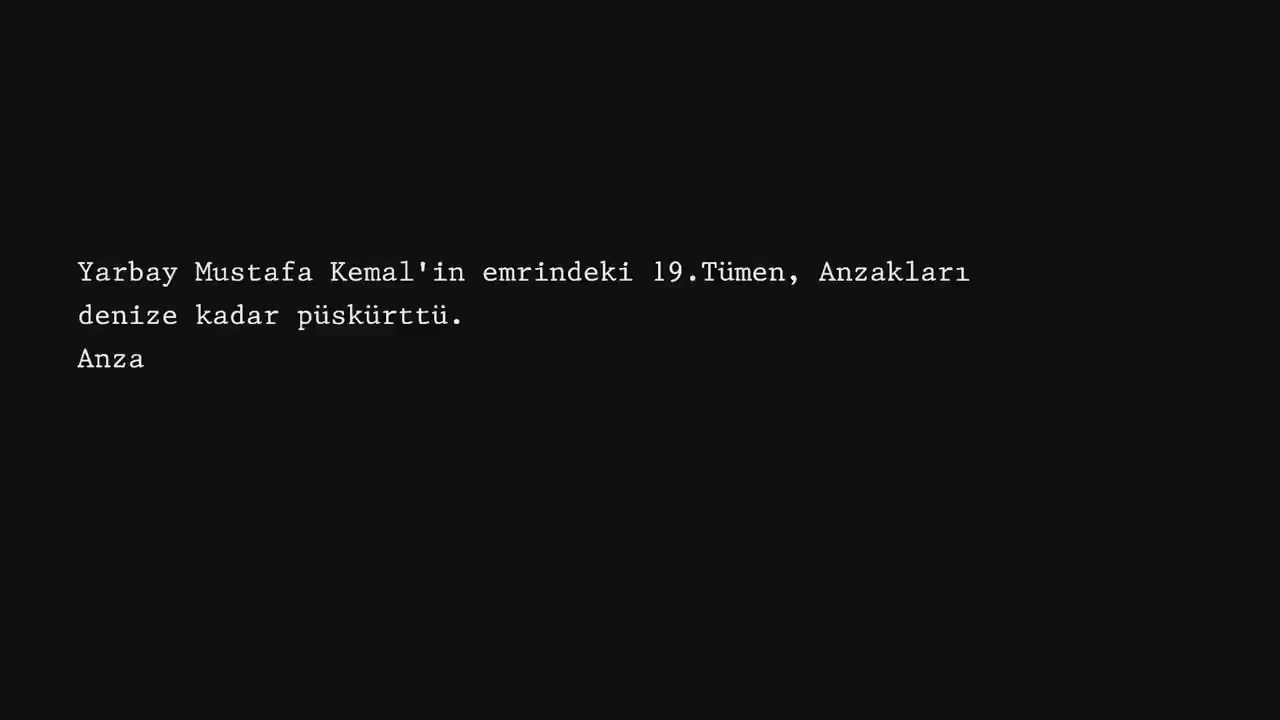 Yarbay Mustafa Kemal'in emrindeki 19.Tümen, Anzakları
denize kadar püskürttü.
Anza